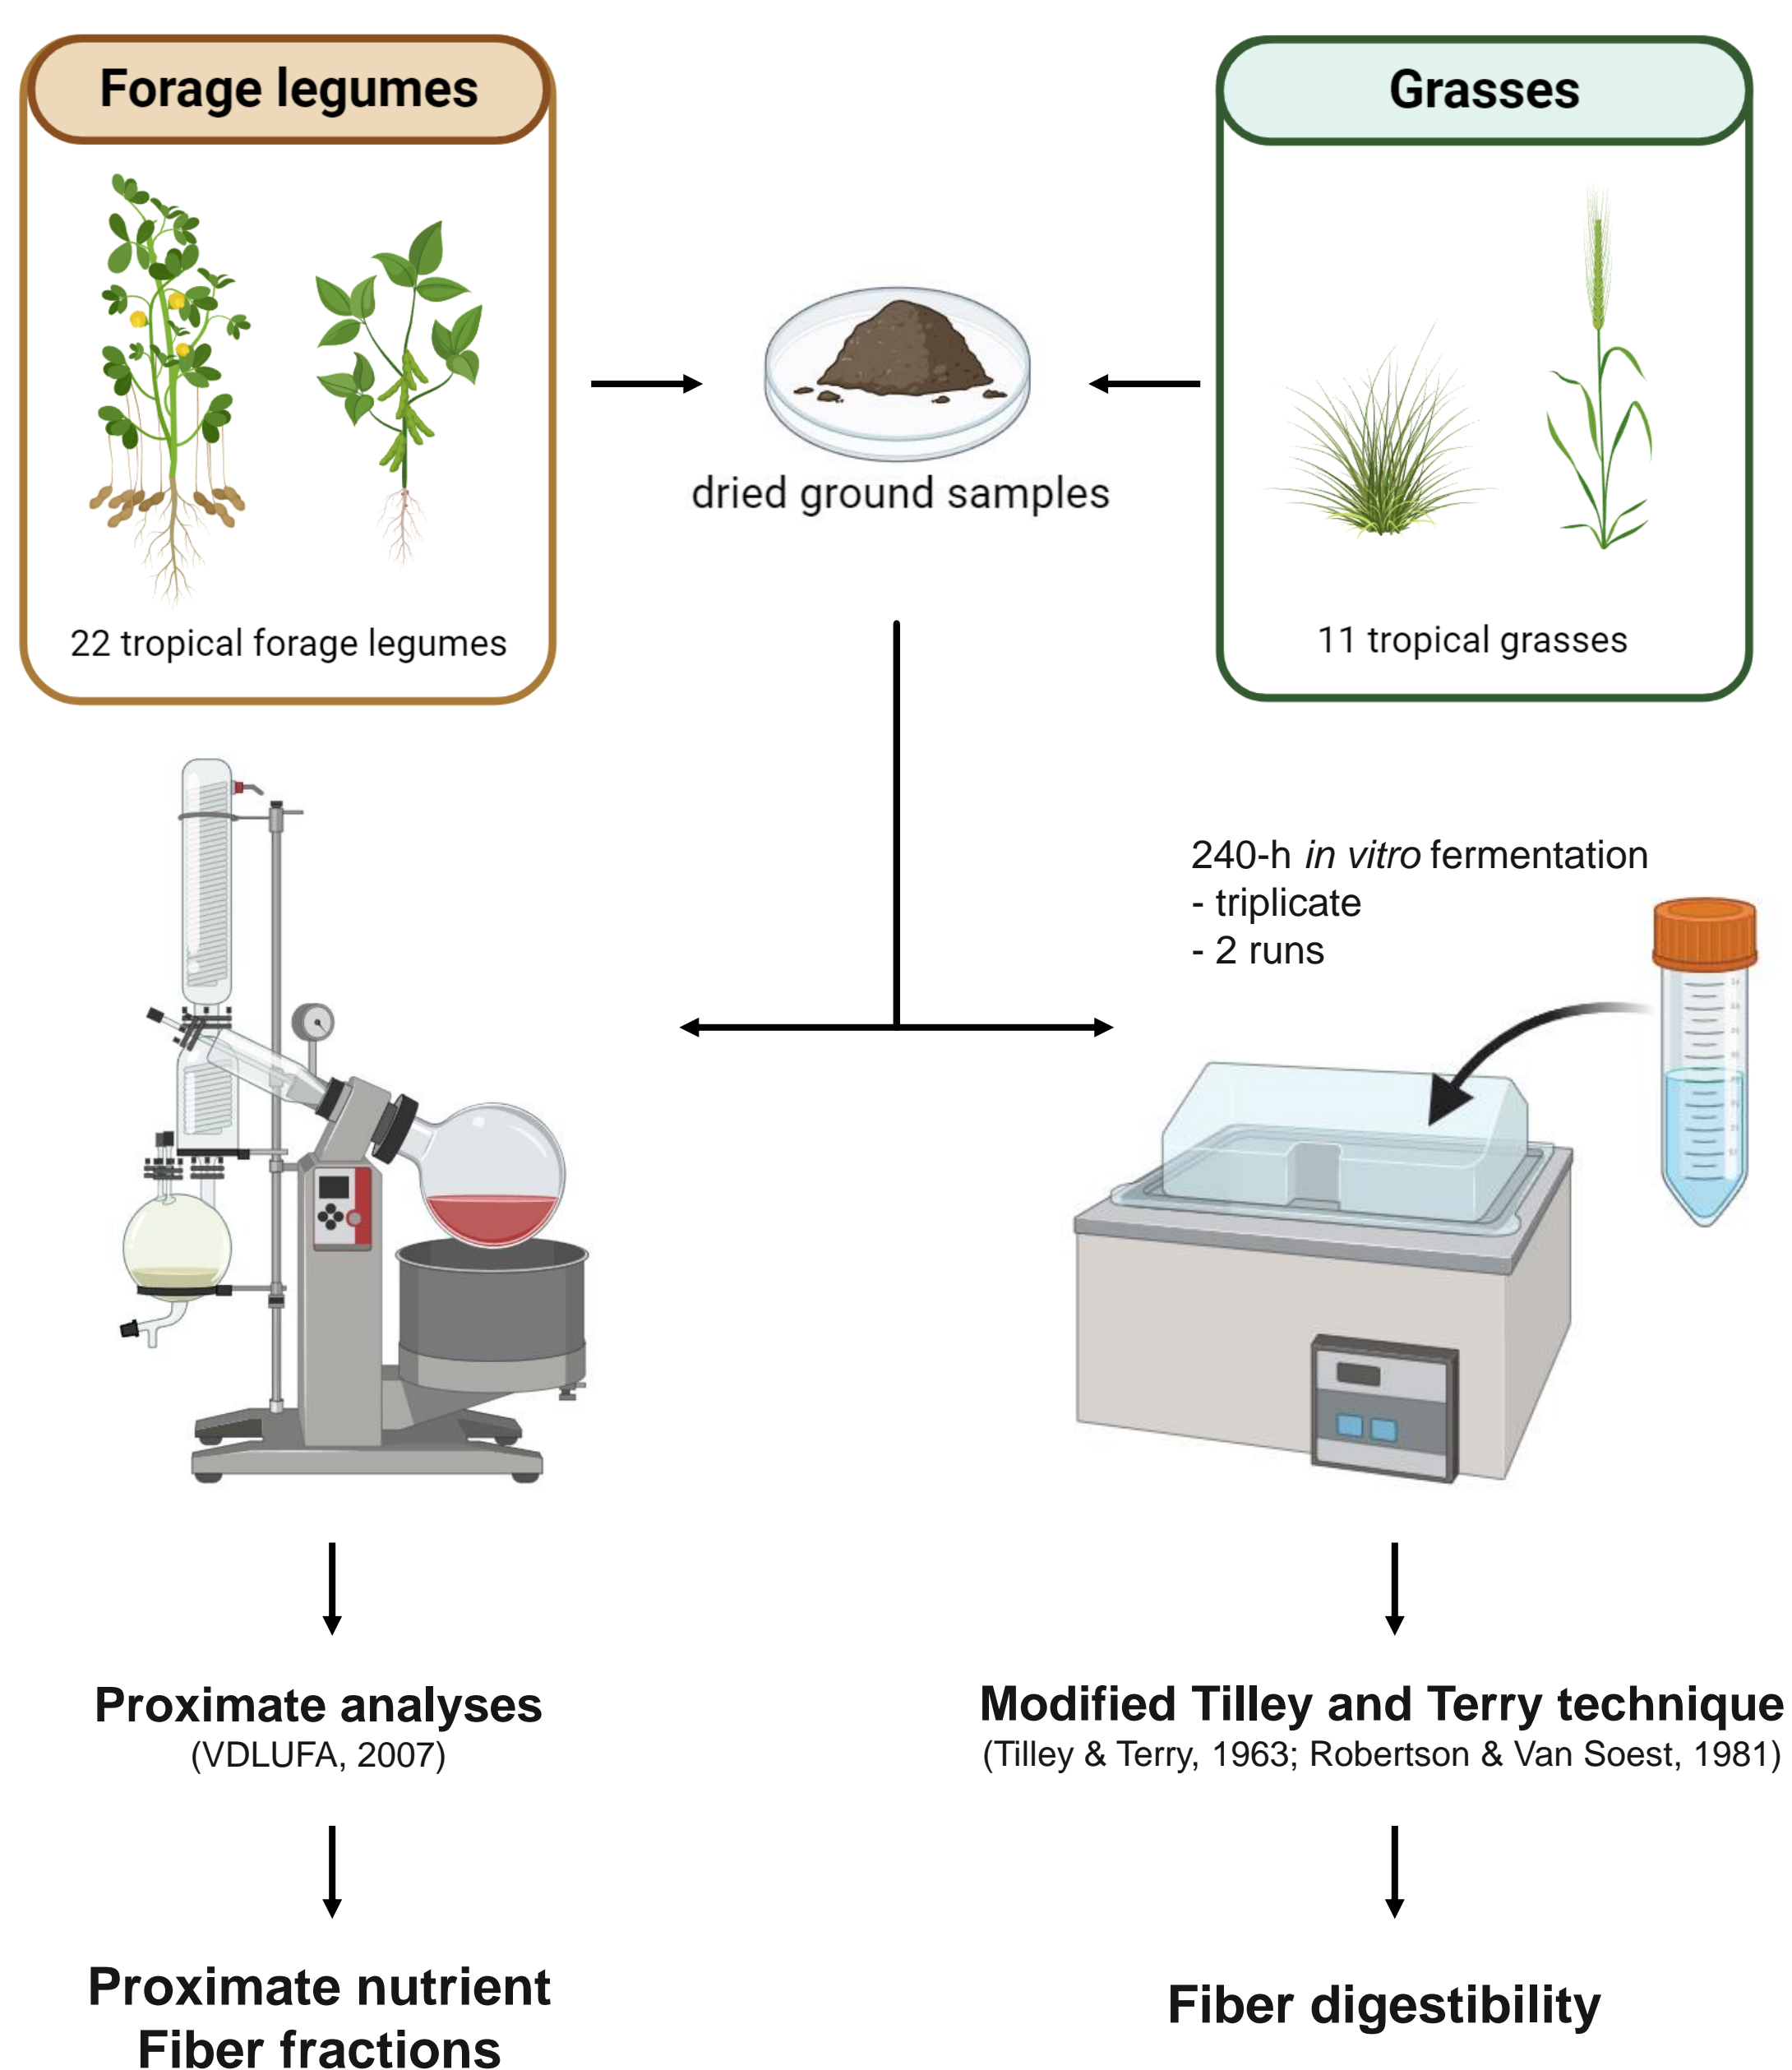 Forage legumes
Grasses
dried ground samples
22 tropical forage legumes
11 tropical grasses
240-h in vitro fermentation
- triplicate
- 2 runs
Proximate analyses
(VDLUFA, 2007)
Modified Tilley and Terry technique
(Tilley & Terry, 1963; Robertson & Van Soest, 1981)
Proximate nutrient
Fiber fractions
Fiber digestibility